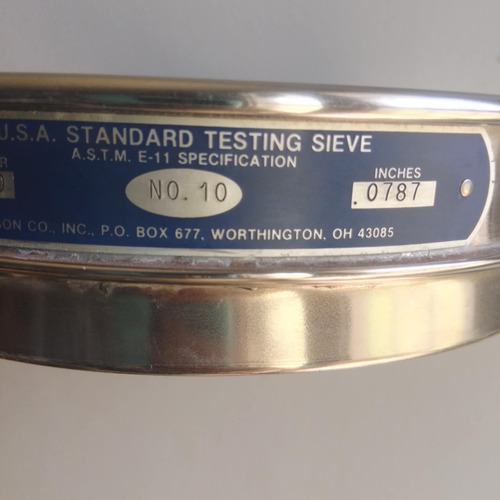 U.S.A. STANDARD TESTING SIEVE
A.S.T.M. E-11 SPECIFICATION
INCHES
NO. 10
.0787
CO., INC., P.O. BOX 677, WORTHINGTON, OH 43085